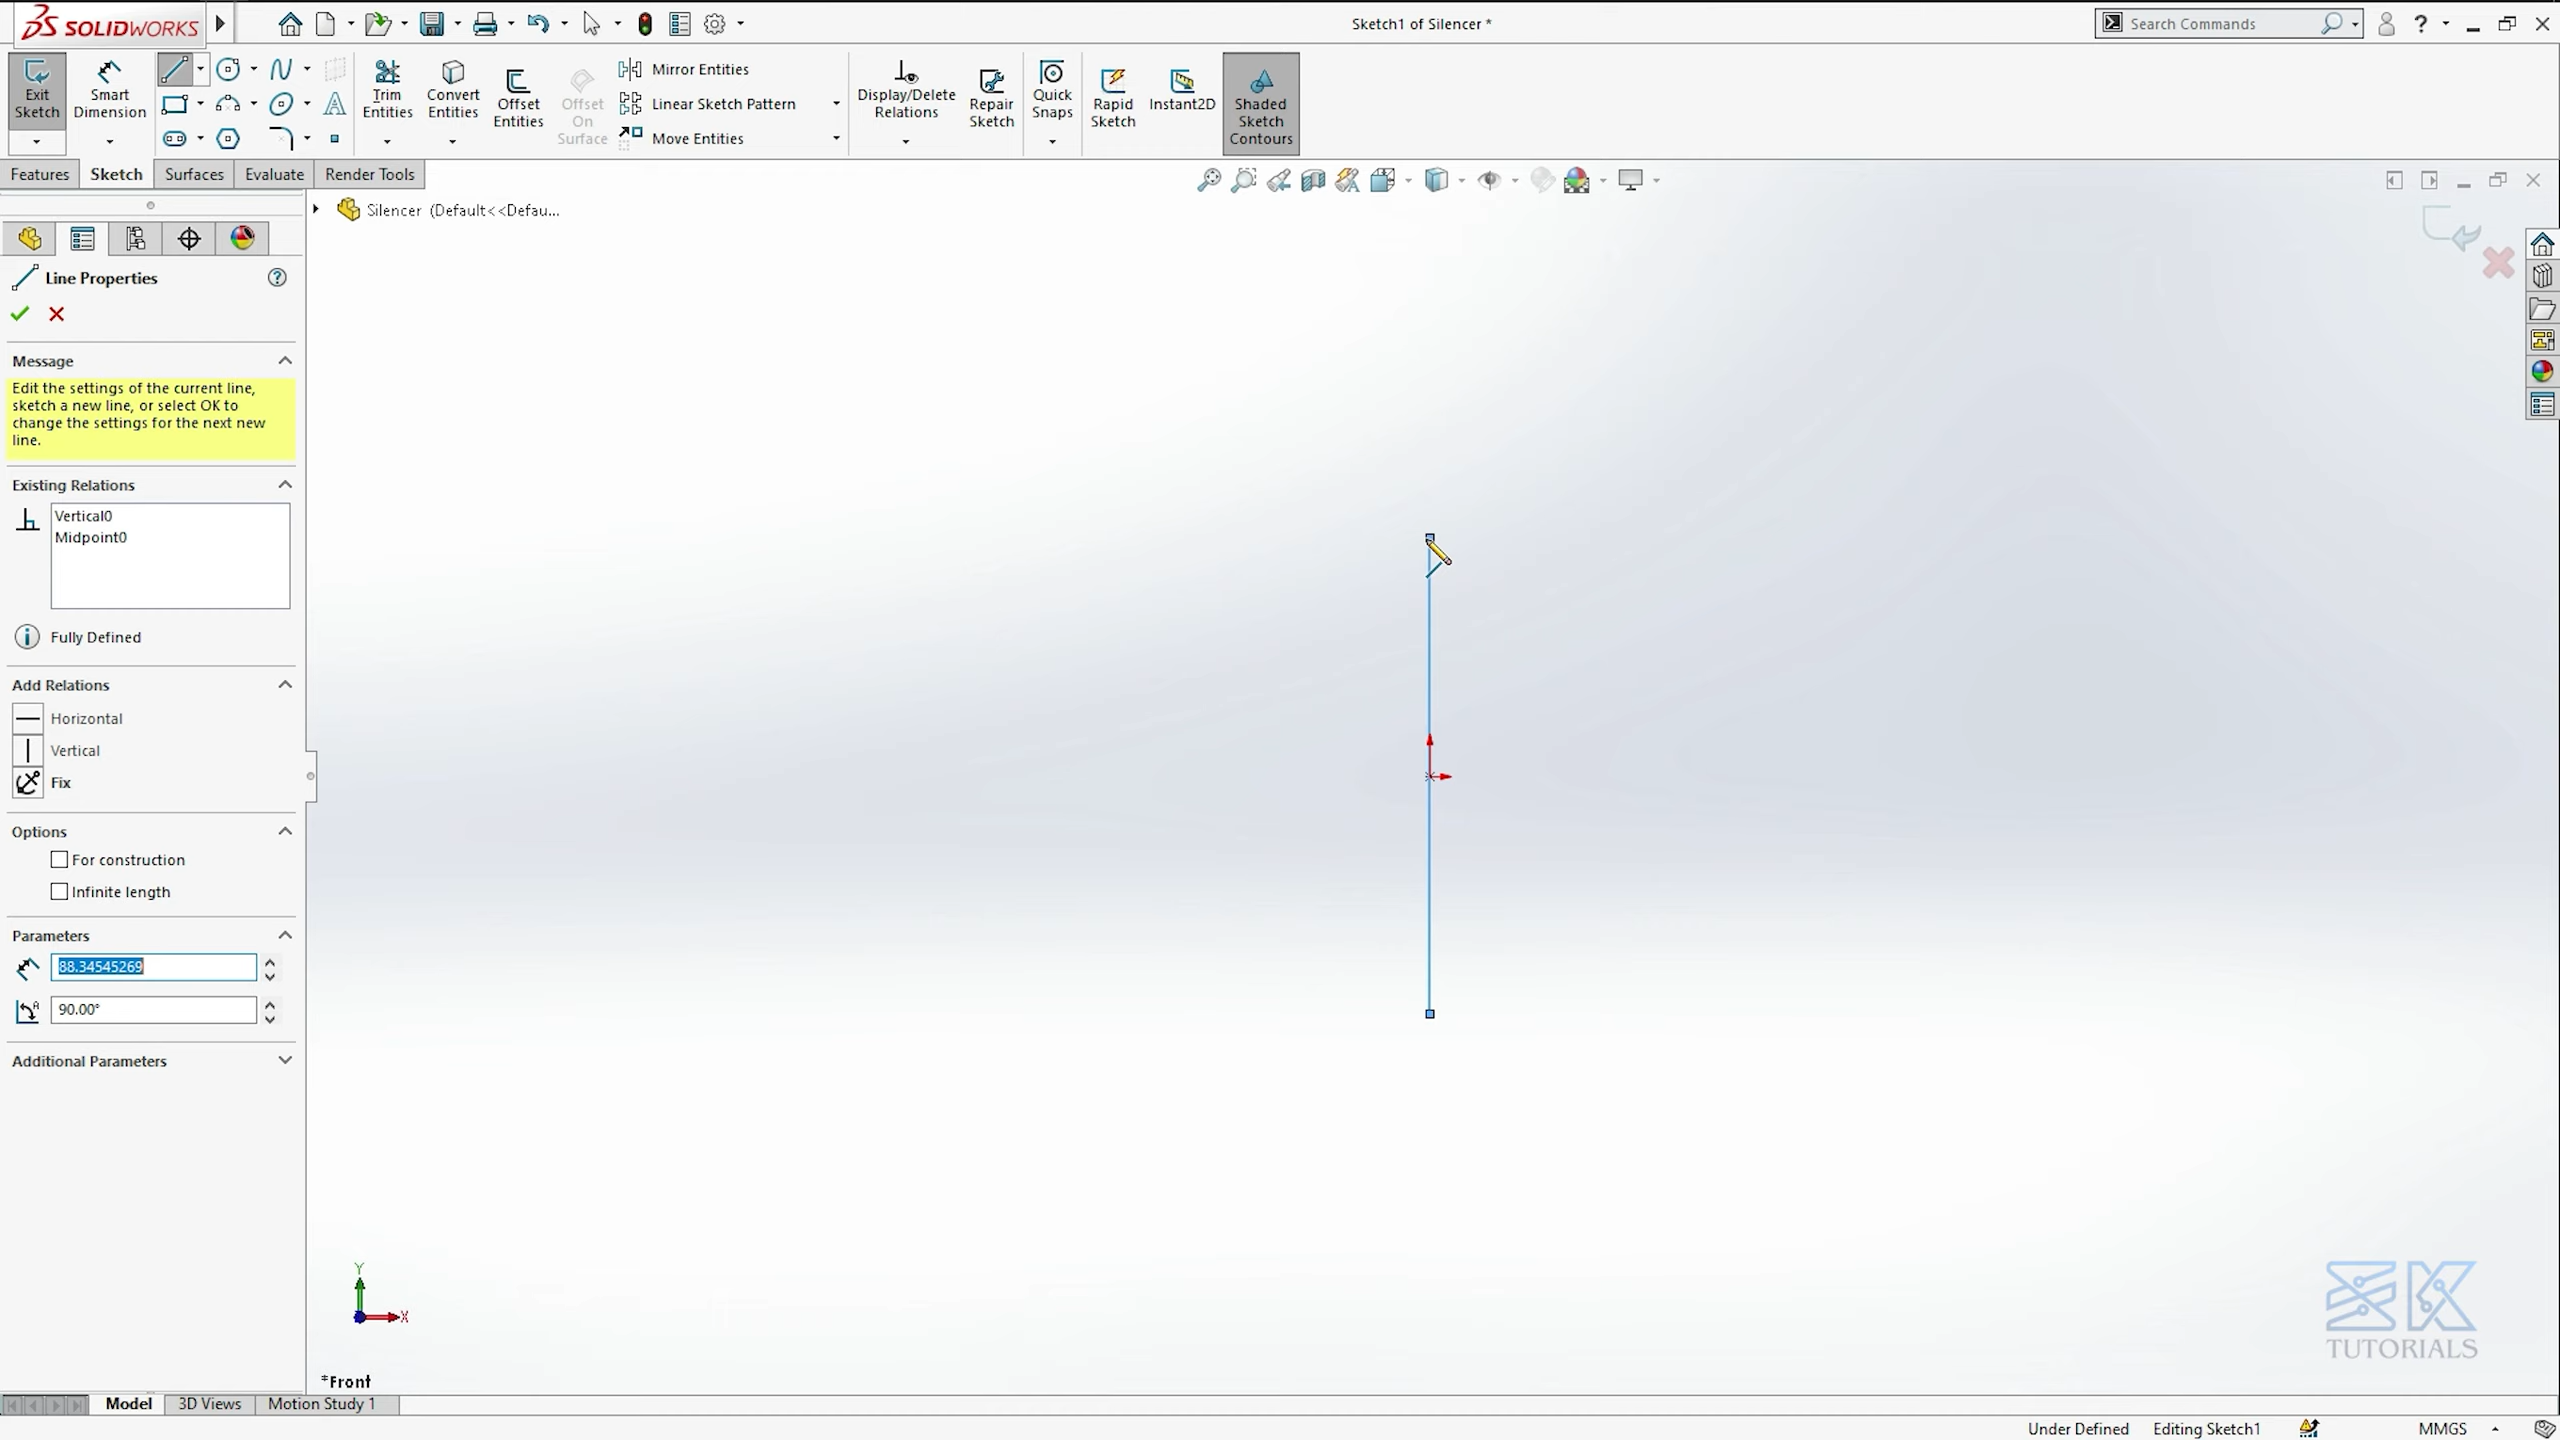 SOLIDWORKS
Sketch1 of Silencer *
Search Commands
Exit Sketch
Smart Dimension
Trim Entities
Convert Entities
Offset Entities
Offset On Surface
Mirror Entities
Linear Sketch Pattern
Move Entities
Display/Delete Relations
Repair Sketch
Quick Snaps
Rapid Sketch
Instant2D
Shaded Sketch Contours
Features
Sketch
Surfaces
Evaluate
Render Tools
Silencer (Default<<Defau...
Line Properties
Message
Edit the settings of the current line,
sketch a new line, or select OK to
change the settings for the next new
line.
Existing Relations
Vertical0
Midpoint0
Fully Defined
Add Relations
Horizontal
Vertical
Fix
Options
For construction
Infinite length
Parameters
88.34545269
90.00°
Additional Parameters
Y
X
*Front
SK
TUTORIALS
Model
3D Views
Motion Study 1
Under Defined
Editing Sketch1
MMGS